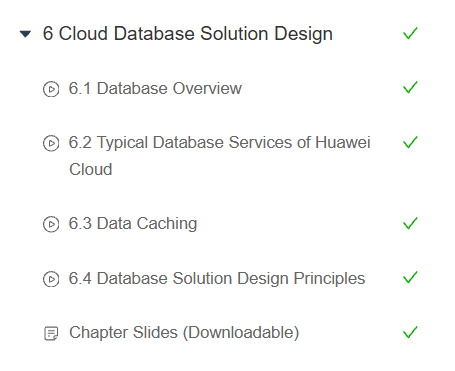 6 Cloud Database Solution Design
6.1 Database Overview
6.2 Typical Database Services of Huawei
Cloud
6.3 Data Caching
6.4 Database Solution Design Principles
Chapter Slides (Downloadable)